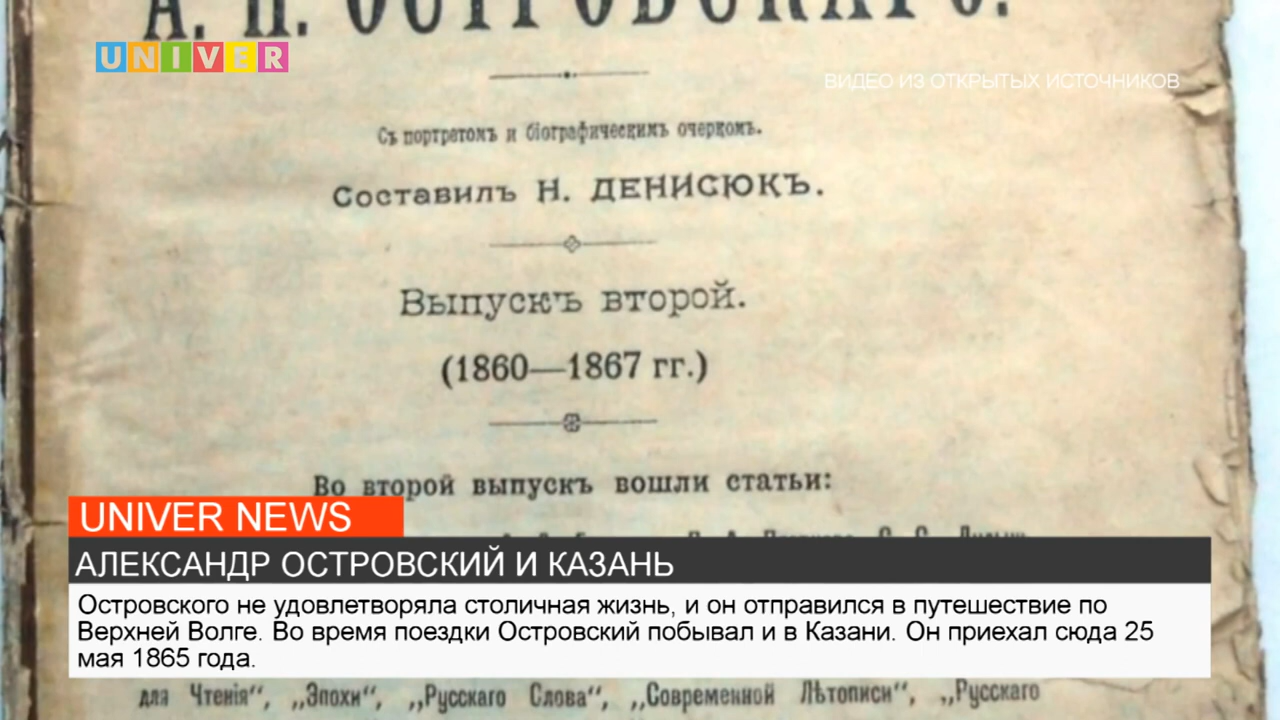 А. Н. ОСТРОВСКАГО.
UNIVER
ВИДЕО ИЗ ОТКРЫТЫХ ИСТОЧНИКОВ
Съ портретомъ и біографическимъ очеркомъ.
Составилъ Н. ДЕНИСЮКЪ.
Выпускъ второй.
(1860—1867 гг.)
Во второй выпускъ вошли статьи:
UNIVER NEWS
АЛЕКСАНДР ОСТРОВСКИЙ И КАЗАНЬ
Островского не удовлетворяла столичная жизнь, и он отправился в путешествие по
Верхней Волге. Во время поездки Островский побывал и в Казани. Он приехал сюда 25
мая 1865 года.
для Чтенія“, „Эпохи“, „Русскаго Слова“, „Современной Лѣтописи“, „Русскаго